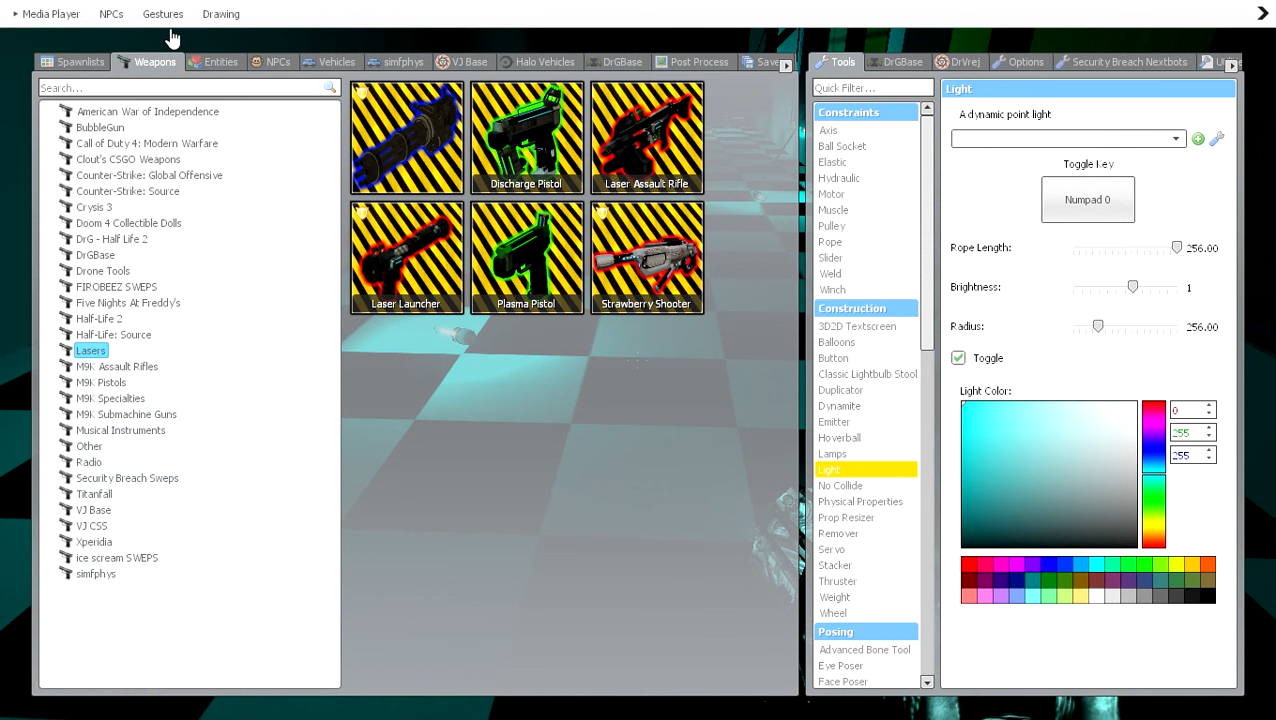 Media Player NPCs Gestures Drawing
Spawnlists Weapons Entities NPCs Vehicles simfphys VJ Base Halo Vehicles DrGBase Post Process Save
Tools DrGBase DrVrej Options Security Breach Nextbots
Search...
American War of Independence
BubbleGun
Call of Duty 4: Modern Warfare
Clout's CSGO Weapons
Counter-Strike: Global Offensive
Counter-Strike: Source
Crysis 3
Doom 4 Collectible Dolls
DrG - Half Life 2
DrGBase
Drone Tools
FIROBEEZ SWEPS
Five Nights At Freddy's
Half-Life 2
Half-Life: Source
Lasers
M9K Assault Rifles
M9K Pistols
M9K Specialties
M9K Submachine Guns
Musical Instruments
Other
Radio
Security Breach Sweps
Titanfall
VJ Base
VJ CSS
Xperidia
ice scream SWEPS
simfphys
Discharge Pistol
Laser Assault Rifle
Laser Launcher
Plasma Pistol
Strawberry Shooter
Quick Filter...
Constraints
Axis
Ball Socket
Elastic
Hydraulic
Motor
Muscle
Pulley
Rope
Slider
Weld
Winch
Construction
3D2D Textscreen
Balloons
Button
Classic Lightbulb Stool
Duplicator
Dynamite
Emitter
Hoverball
Lamps
Light
No Collide
Physical Properties
Prop Resizer
Remover
Servo
Stacker
Thruster
Weight
Wheel
Posing
Advanced Bone Tool
Eye Poser
Face Poser
Light
A dynamic point light
Toggle Key
Numpad 0
Rope Length: 256.00
Brightness: 1
Radius: 256.00
Toggle
Light Color:
0
255
255